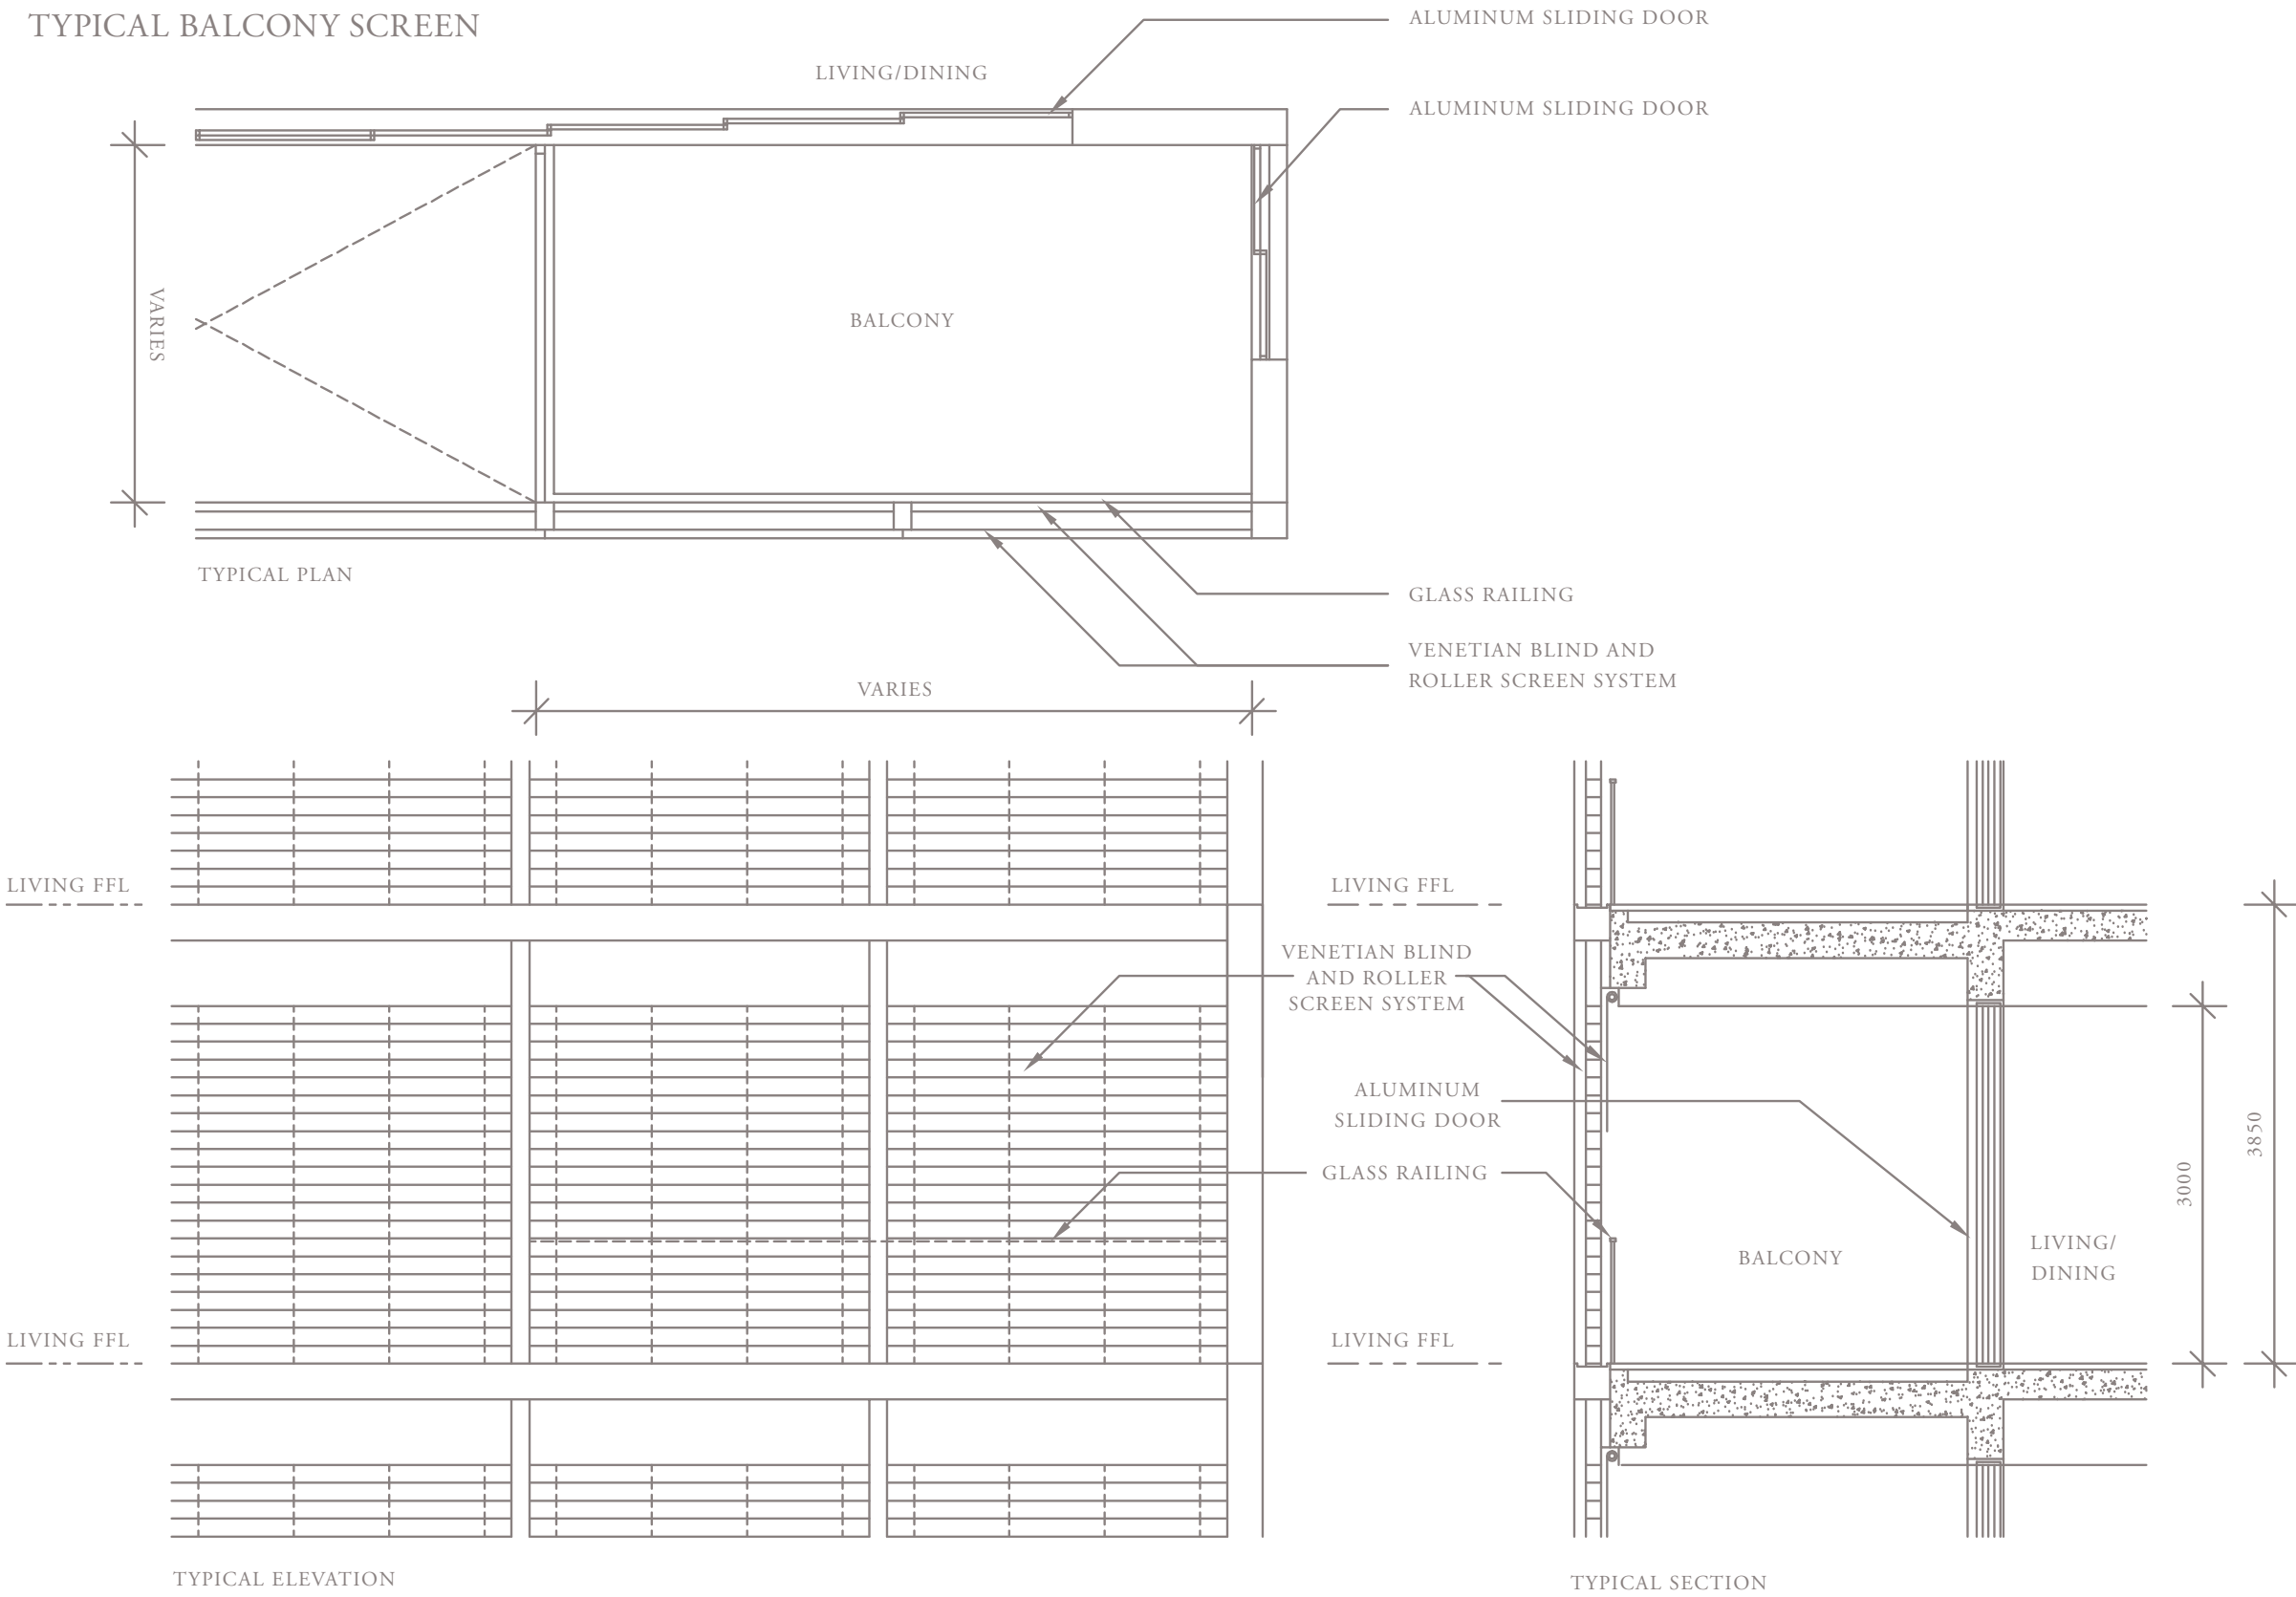 TYPICAL BALCONY SCREEN
ALUMINUM SLIDING DOOR
LIVING/DINING
ALUMINUM SLIDING DOOR
VARIES
BALCONY
TYPICAL PLAN
GLASS RAILING
VENETIAN BLIND AND
ROLLER SCREEN SYSTEM
VARIES
LIVING FFL
LIVING FFL
VENETIAN BLIND
AND ROLLER
SCREEN SYSTEM
ALUMINUM
SLIDING DOOR
GLASS RAILING
BALCONY
LIVING/
DINING
3000
3850
LIVING FFL
LIVING FFL
TYPICAL ELEVATION
TYPICAL SECTION